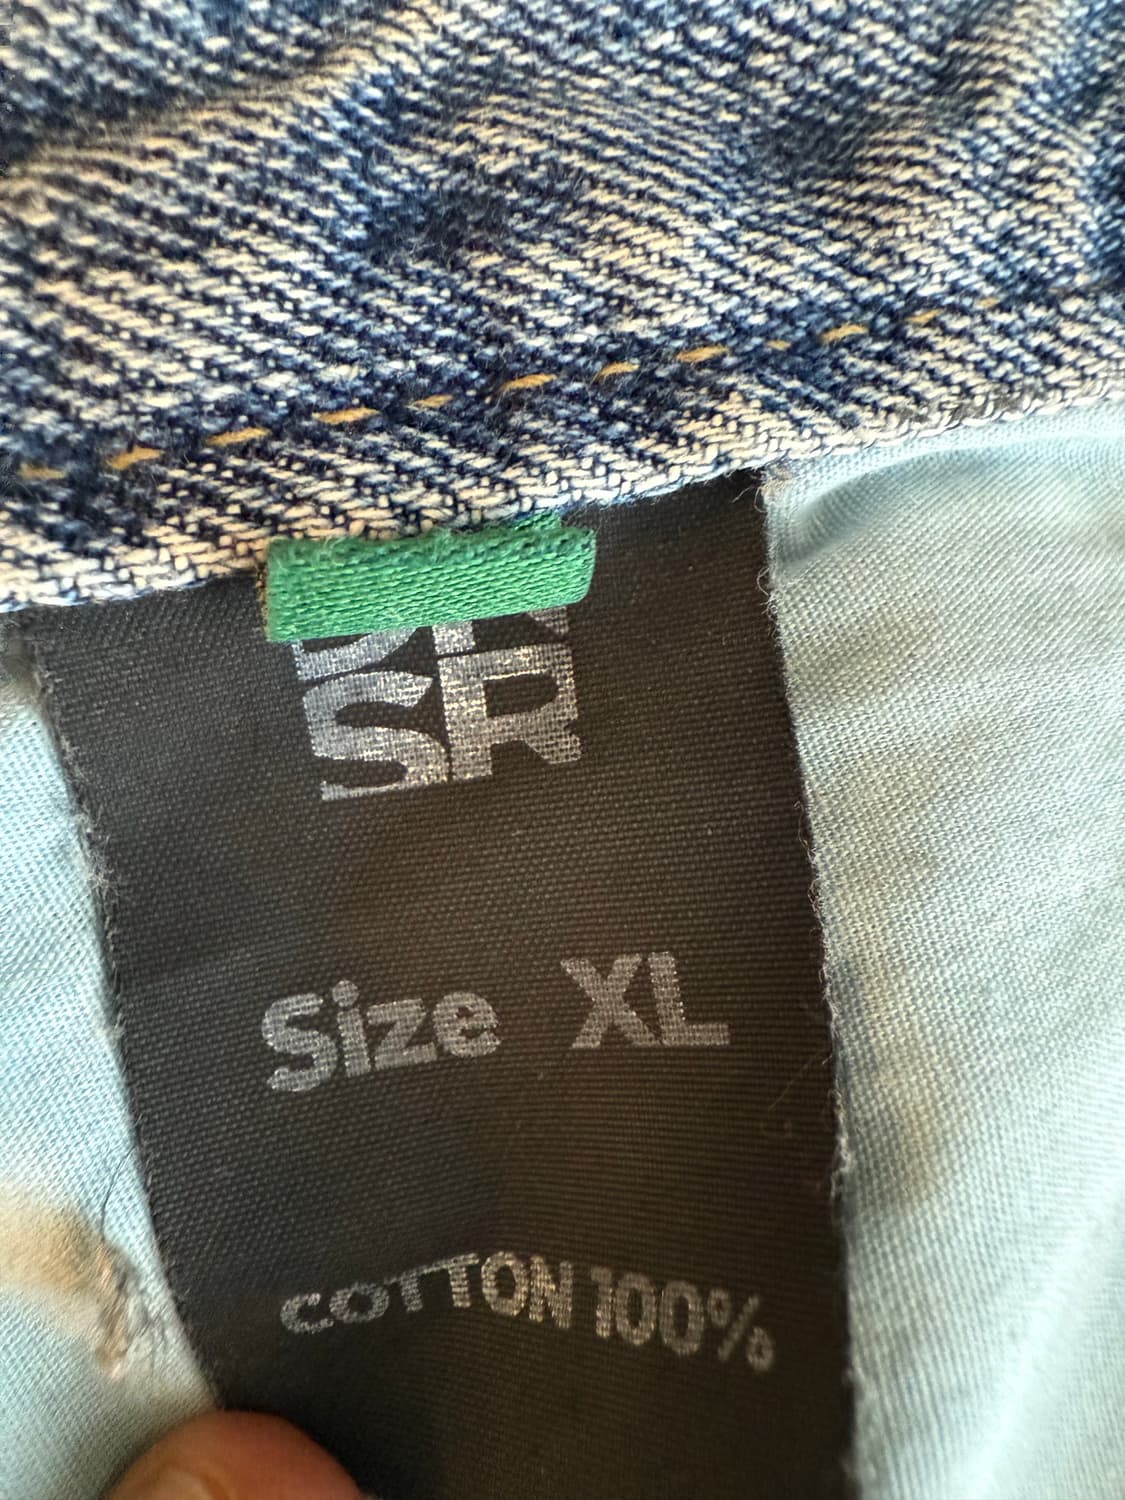 SR
Size XL
COTTON 100%